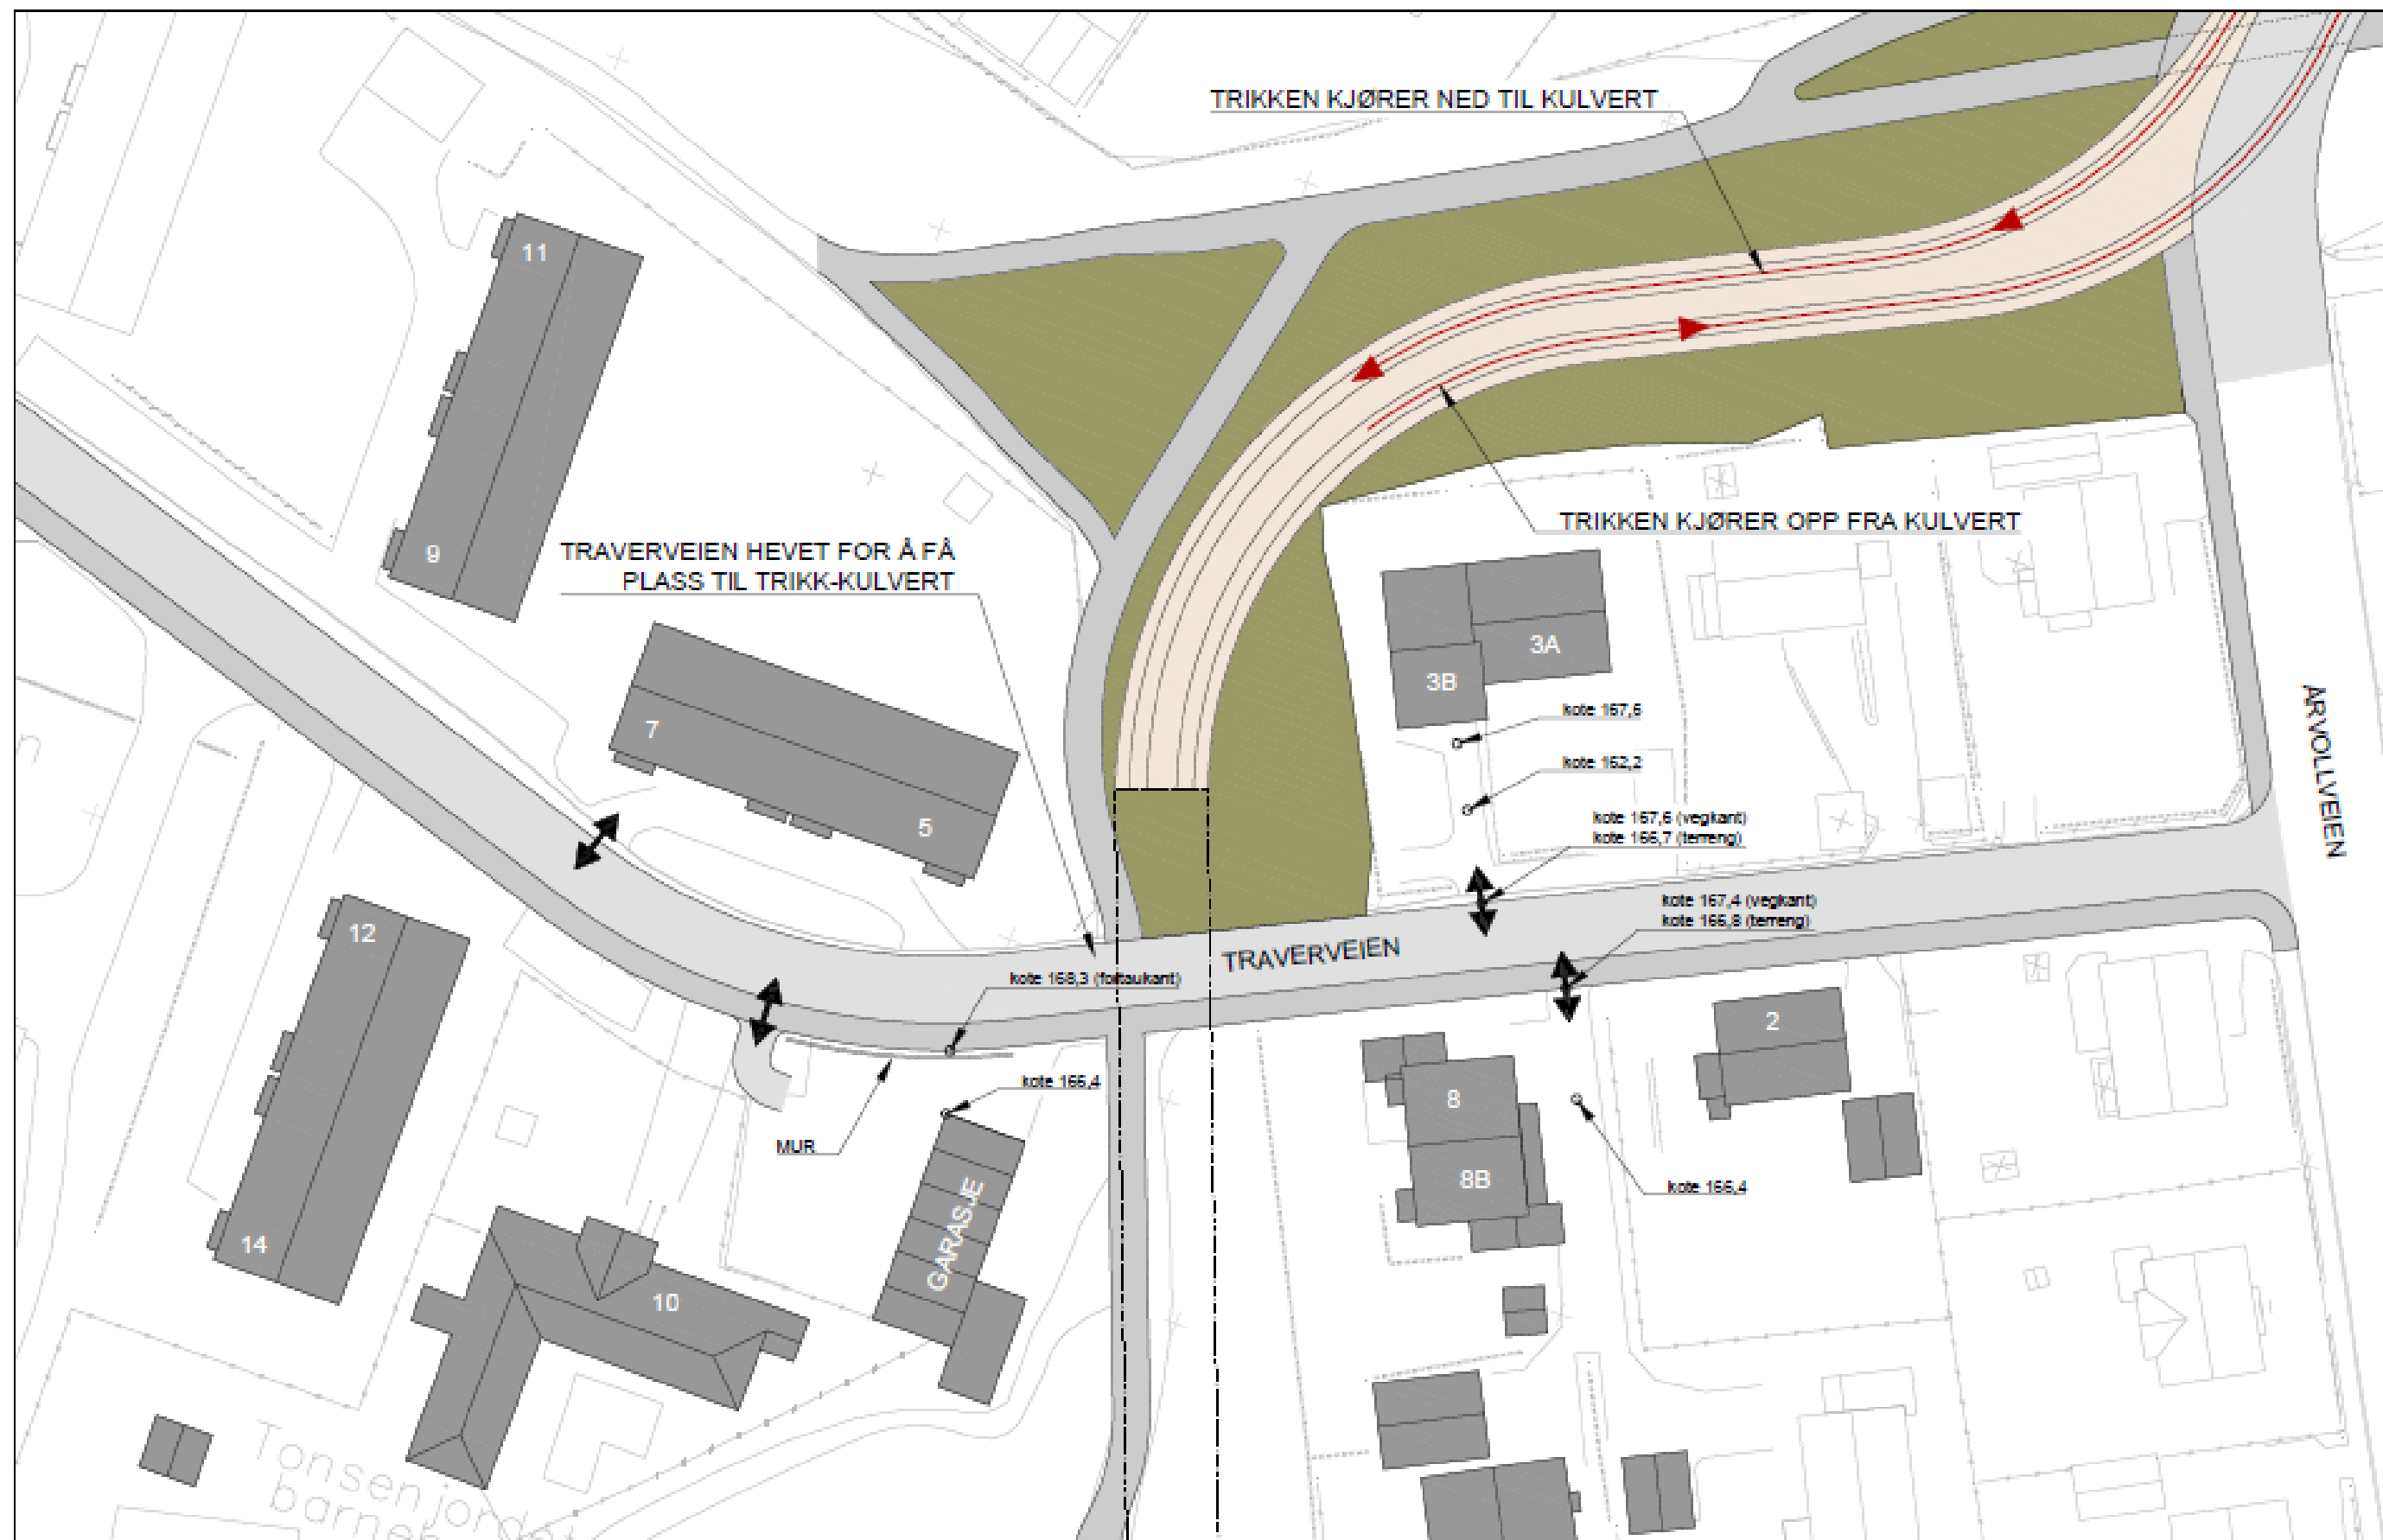 TRIKKEN KJØRER NED TIL KULVERT
11
TRIKKEN KJØRER OPP FRA KULVERT
9
TRAVERVEIEN HEVET FOR Å FÅ
PLASS TIL TRIKK-KULVERT
3A
3B
kote 167,6
7
kote 162,2
ÅRVOLLVEIEN
kote 167,6 (vegkant)
kote 166,7 (terreng)
5
kote 167,4 (vegkant)
kote 166,8 (terreng)
12
TRAVERVEIEN
kote 168,3 (fortaukant)
2
kote 166,4
8
MUR
8B
kote 166,4
GARASJE
14
10
Tonsenjordet